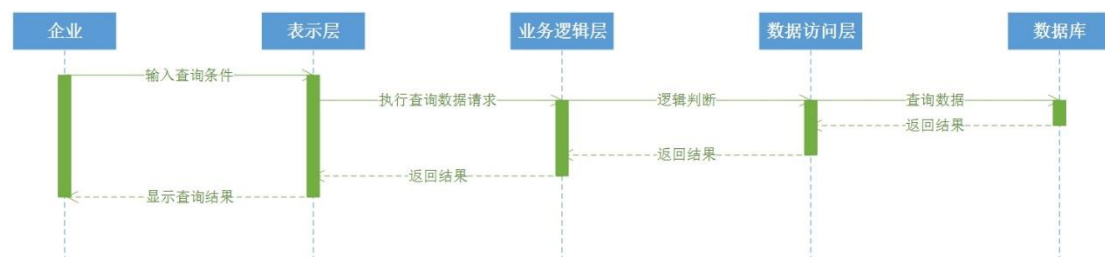 企业
表示层
业务逻辑层
数据访问层
数据库
输入查询条件
执行查询数据请求
逻辑判断
查询数据
返回结果
返回结果
返回结果
显示查询结果